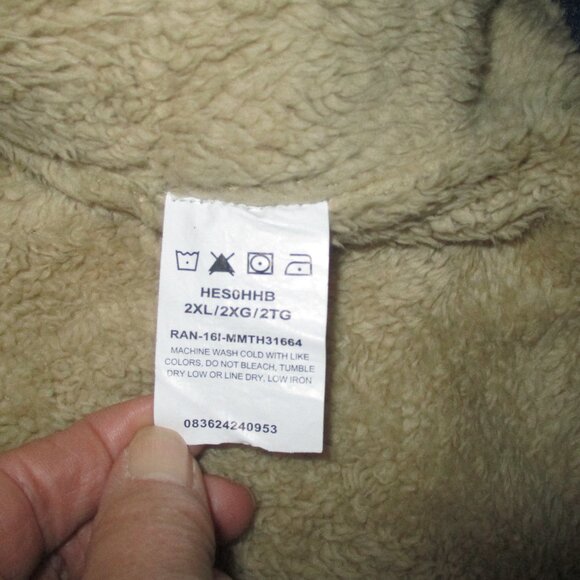 HES0HHB
2XL/2XG/2TG
RAN-16I-MMTH31664
MACHINE WASH COLD WITH LIKE
COLORS, DO NOT BLEACH, TUMBLE
DRY LOW OR LINE DRY, LOW IRON
083624240953